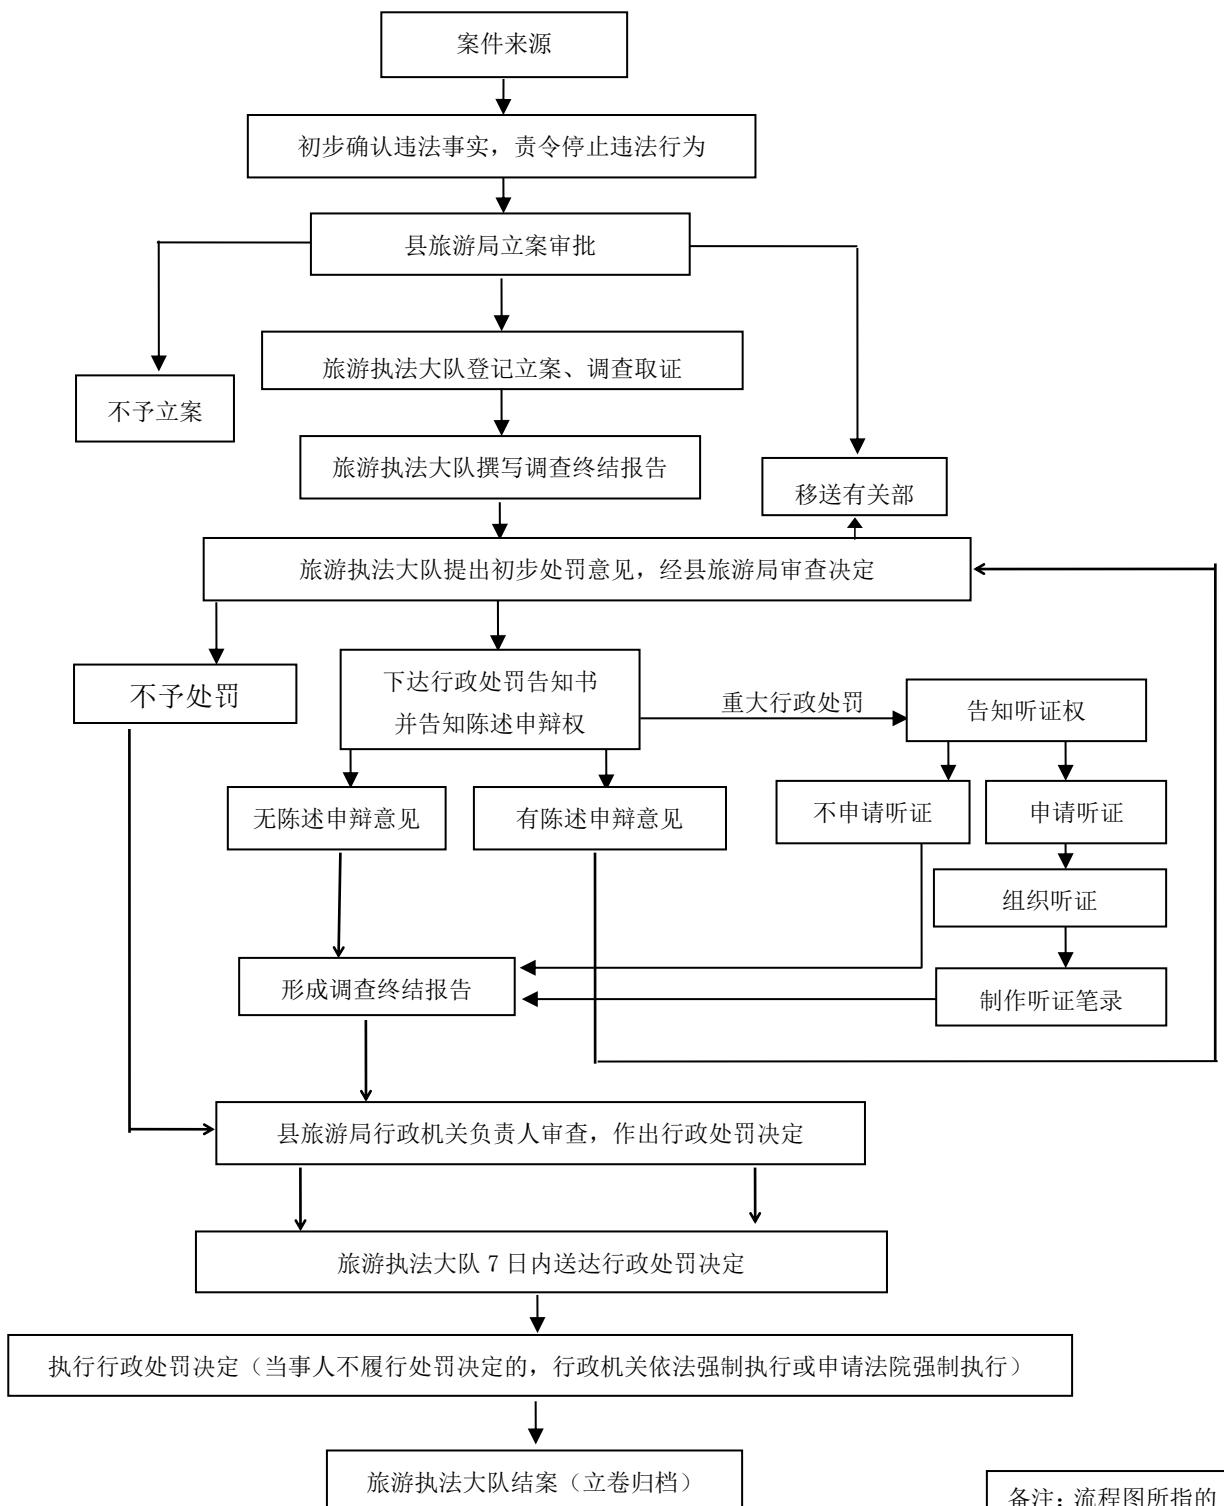 案件来源
初步确认违法事实，责令停止违法行为
县旅游局立案审批
旅游执法大队登记立案、调查取证
不予立案
旅游执法大队撰写调查终结报告
移送有关部
旅游执法大队提出初步处罚意见，经县旅游局审查决定
不予处罚
下达行政处罚告知书
并告知陈述申辩权
重大行政处罚
告知听证权
无陈述申辩意见
有陈述申辩意见
不申请听证
申请听证
组织听证
形成调查终结报告
制作听证笔录
县旅游局行政机关负责人审查，作出行政处罚决定
旅游执法大队 7 日内送达行政处罚决定
执行行政处罚决定（当事人不履行处罚决定的，行政机关依法强制执行或申请法院强制执行）
旅游执法大队结案（立卷归档）
备注：流程图所指的